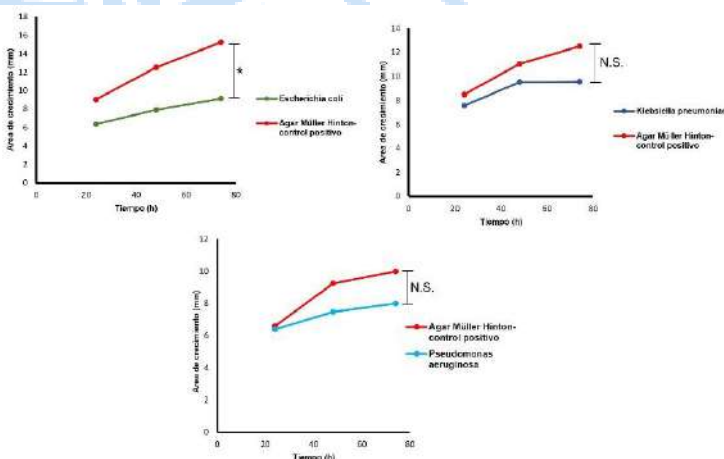 18
16
14
12
10
8
6
4
2
0
Area de crecimiento (mm)
0 20 40 60 80
Tiempo (h)
*
Escherichia coli
Agar Müller Hinton-
control positivo
14
12
10
8
6
4
2
0
Area de crecimiento (mm)
0 20 40 60 80
Tiempo (h)
N.S.
Klebsiella pneumoniae
Agar Müller Hinton-
control positivo
12
10
8
6
4
2
0
Area de crecimiento (mm)
0 20 40 60 80
Tiempo (h)
N.S.
Agar Müller Hinton-
control positivo
Pseudomonas
aeruginosa